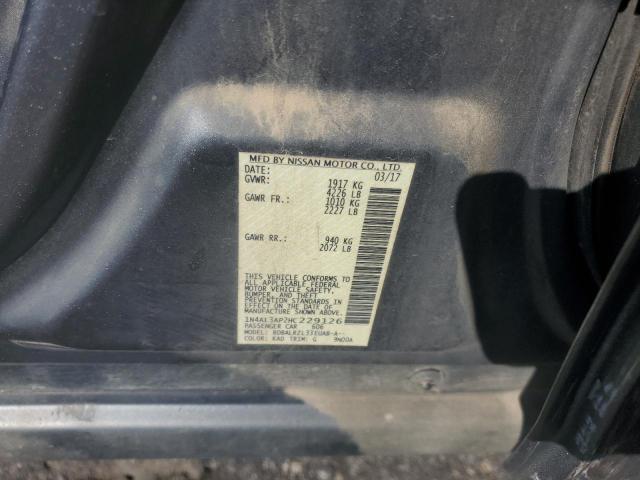 MFD BY NISSAN MOTOR CO., LTD.
DATE: 03/17
GVWR: 1917 KG
4226 LB
GAWR FR.: 1010 KG
2227 LB
GAWR RR.: 940 KG
2072 LB
THIS VEHICLE CONFORMS TO
ALL APPLICABLE FEDERAL
MOTOR VEHICLE SAFETY,
BUMPER, AND THEFT
PREVENTION STANDARDS IN
EFFECT ON THE DATE OF
MANUFACTURE SHOWN ABOVE.
1N4AL3AP2HC229126
PASSENGER CAR 606
MODEL:
COLOR: KAD TRIM: G